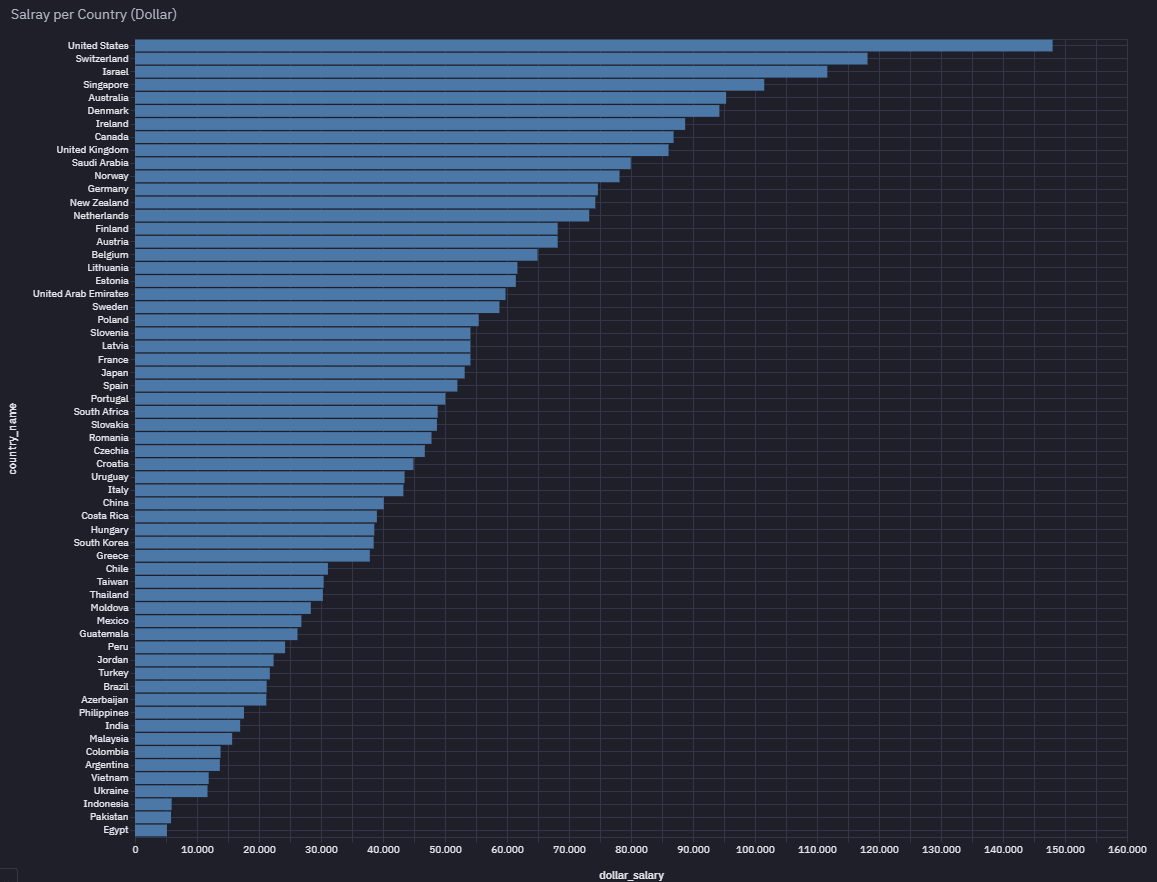 Salray per Country (Dollar)
country_name
United States
Switzerland
Israel
Singapore
Australia
Denmark
Ireland
Canada
United Kingdom
Saudi Arabia
Norway
Germany
New Zealand
Netherlands
Finland
Austria
Belgium
Lithuania
Estonia
United Arab Emirates
Sweden
Poland
Slovenia
Latvia
France
Japan
Spain
Portugal
South Africa
Slovakia
Romania
Czechia
Croatia
Uruguay
Italy
China
Costa Rica
Hungary
South Korea
Greece
Chile
Taiwan
Thailand
Moldova
Mexico
Guatemala
Peru
Jordan
Turkey
Brazil
Azerbaijan
Philippines
India
Malaysia
Colombia
Argentina
Vietnam
Ukraine
Indonesia
Pakistan
Egypt
0 10.000 20.000 30.000 40.000 50.000 60.000 70.000 80.000 90.000 100.000 110.000 120.000 130.000 140.000 150.000 160.000
dollar_salary